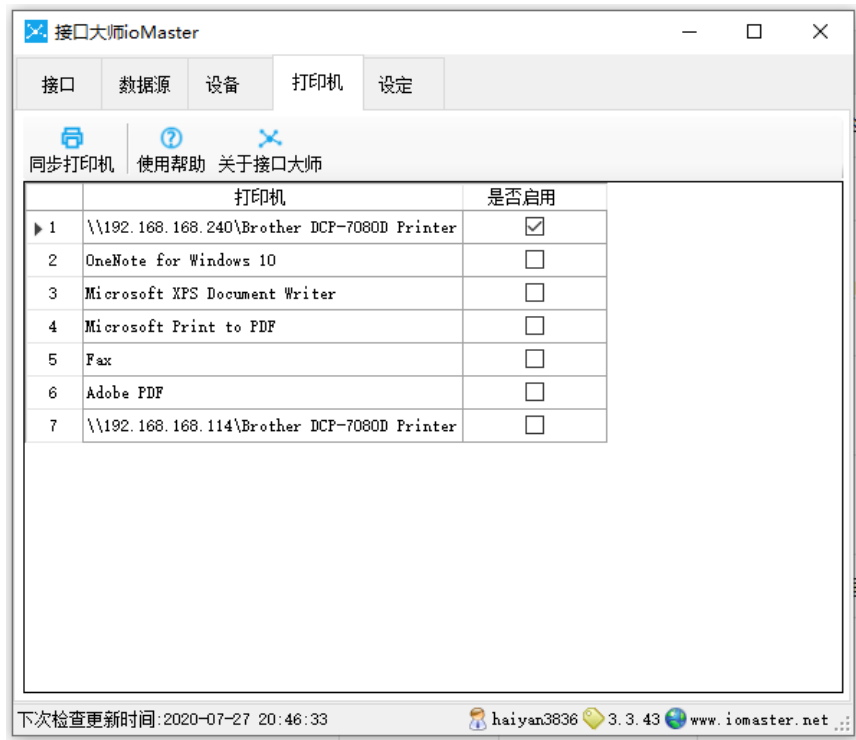 接口大师ioMaster
接口 数据源 设备 打印机 设定
同步打印机 使用帮助 关于接口大师
打印机 是否启用
1 \\192.168.168.240\Brother DCP-7080D Printer
2 OneNote for Windows 10
3 Microsoft XPS Document Writer
4 Microsoft Print to PDF
5 Fax
6 Adobe PDF
7 \\192.168.168.114\Brother DCP-7080D Printer
下次检查更新时间:2020-07-27 20:46:33 haiyan3836 3.3.43 www.iomaster.net